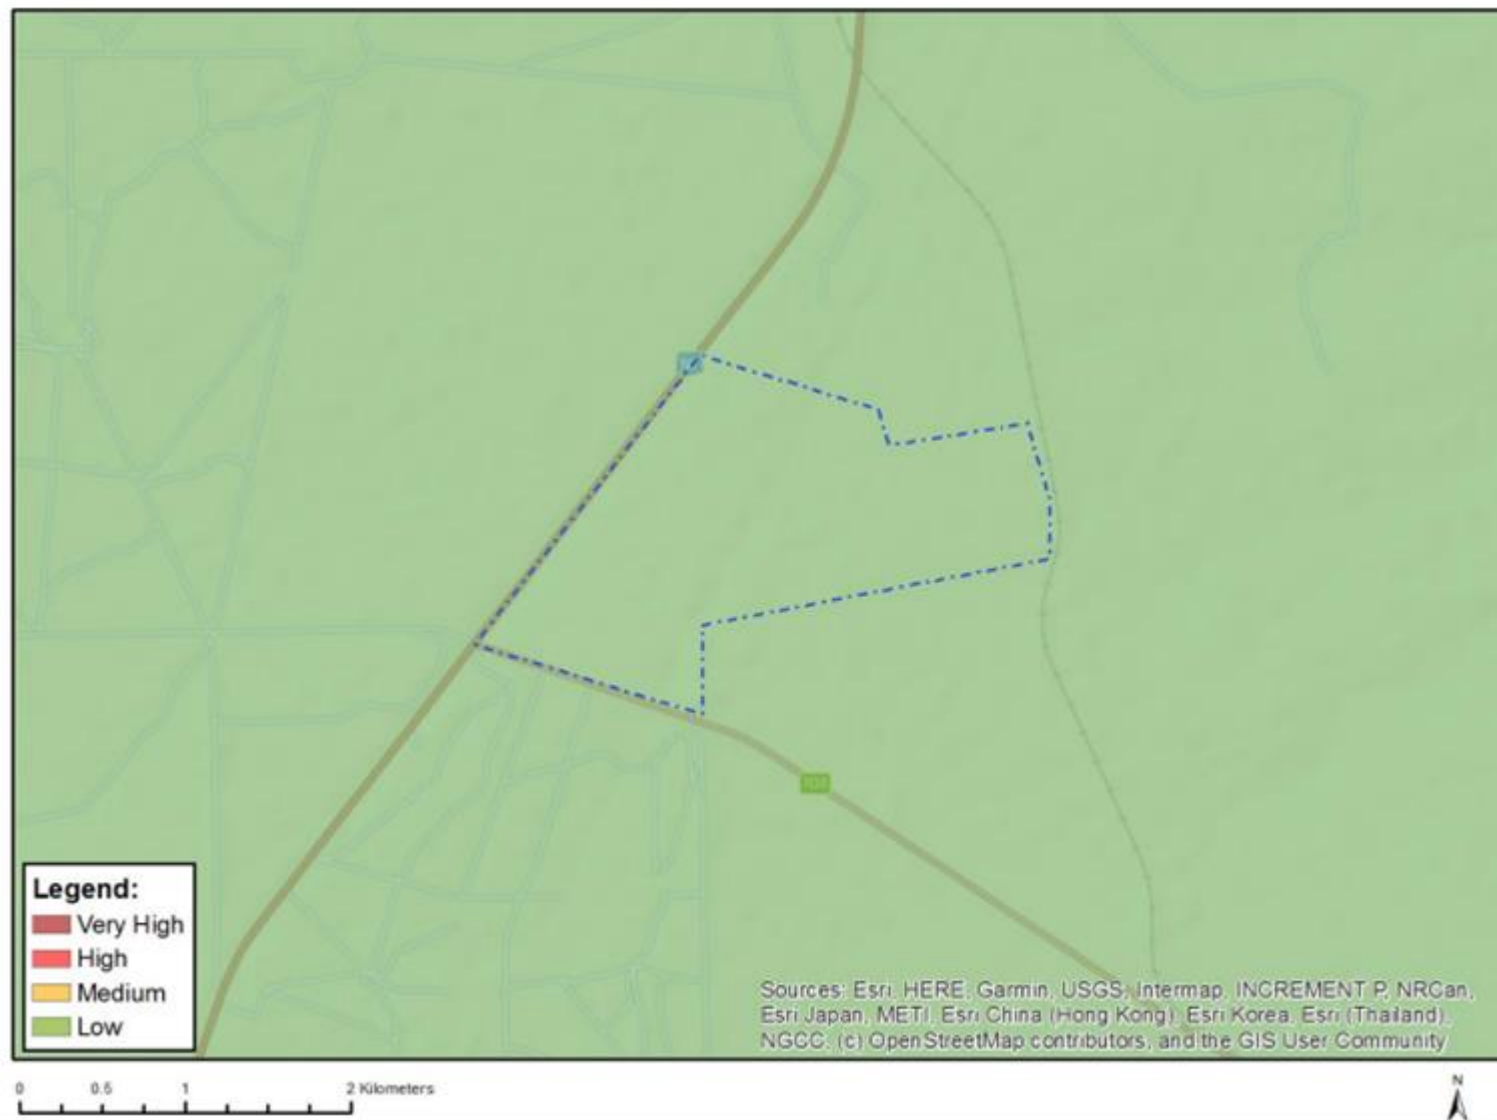 Legend:
Very High
High
Medium
Low
Sources: Esri, HERE, Garmin, USGS, Intermap, INCREMENT P, NRCan,
Esri Japan, METI, Esri China (Hong Kong), Esri Korea, Esri (Thailand),
NGCC, (c) OpenStreetMap contributors, and the GIS User Community
0 0.5 1 2 Kilometers
N